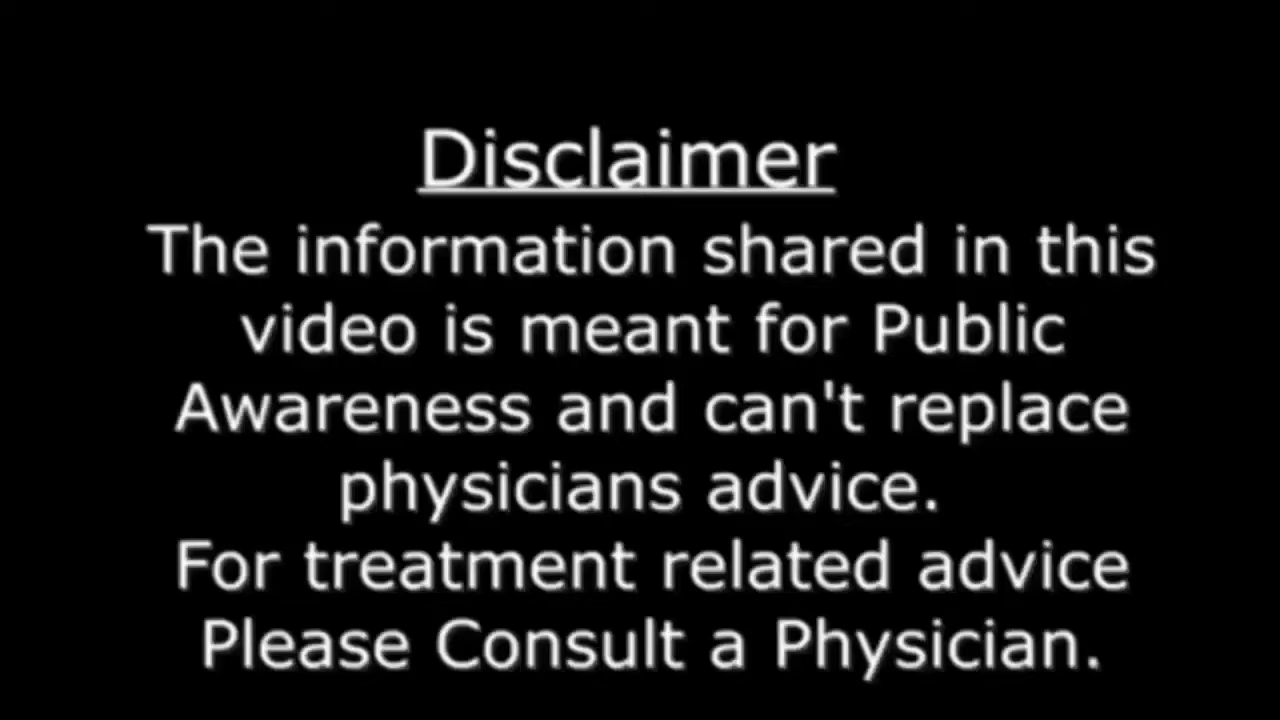 Disclaimer
The information shared in this
video is meant for Public
Awareness and can't replace
physicians advice.
For treatment related advice
Please Consult a Physician.